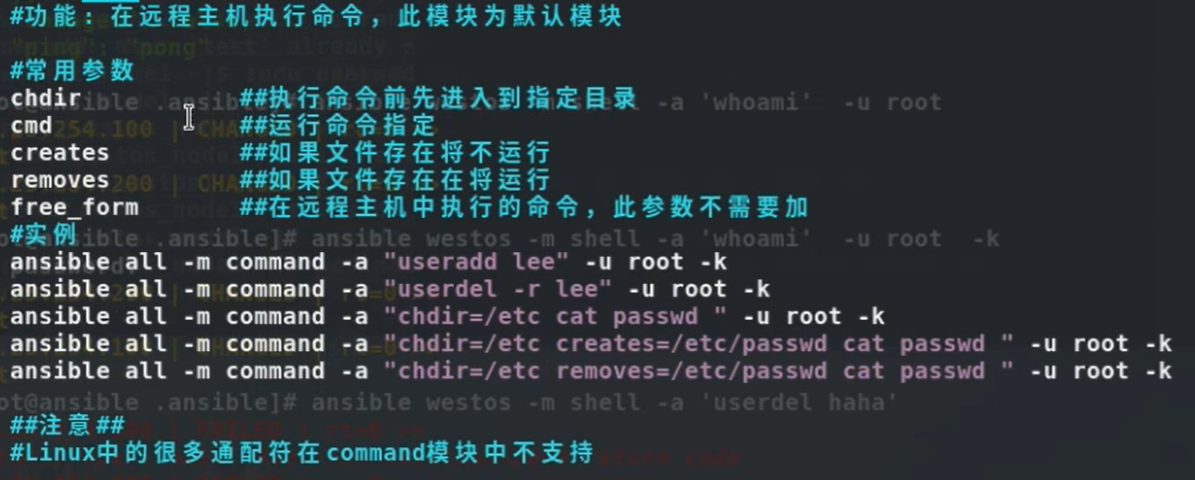 #功能：在远程主机执行命令，此模块为默认模块
#常用参数
chdir ##执行命令前先进入到指定目录
cmd ##运行命令指定
creates ##如果文件存在将不运行
removes ##如果文件存在在将运行
free_form ##在远程主机中执行的命令，此参数不需要加
#实例
ansible all -m command -a "useradd lee" -u root -k
ansible all -m command -a "userdel -r lee" -u root -k
ansible all -m command -a "chdir=/etc cat passwd " -u root -k
ansible all -m command -a "chdir=/etc creates=/etc/passwd cat passwd " -u root -k
ansible all -m command -a "chdir=/etc removes=/etc/passwd cat passwd " -u root -k
ot@ansible .ansible]# ansible westos -m shell -a 'userdel haha'
##注意##
#Linux中的很多通配符在command模块中不支持